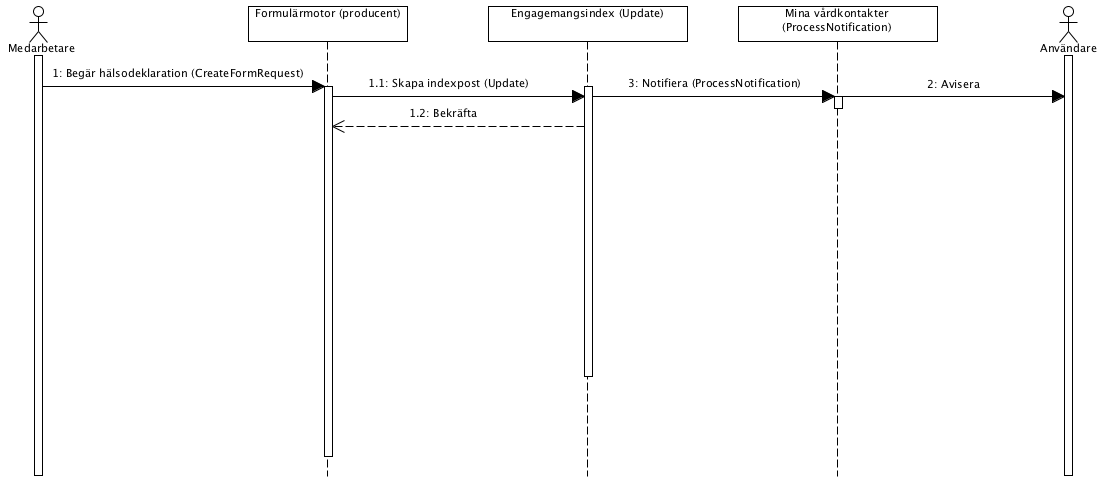 Formulärmotor (producent)
Engagemangsindex (Update)
Mina vårdkontakter
(ProcessNotification)
Medarbetare
Användare
1: Begär hälsodeklaration (CreateFormRequest)
1.1: Skapa indexpost (Update)
3: Notifiera (ProcessNotification)
2: Avisera
1.2: Bekräfta